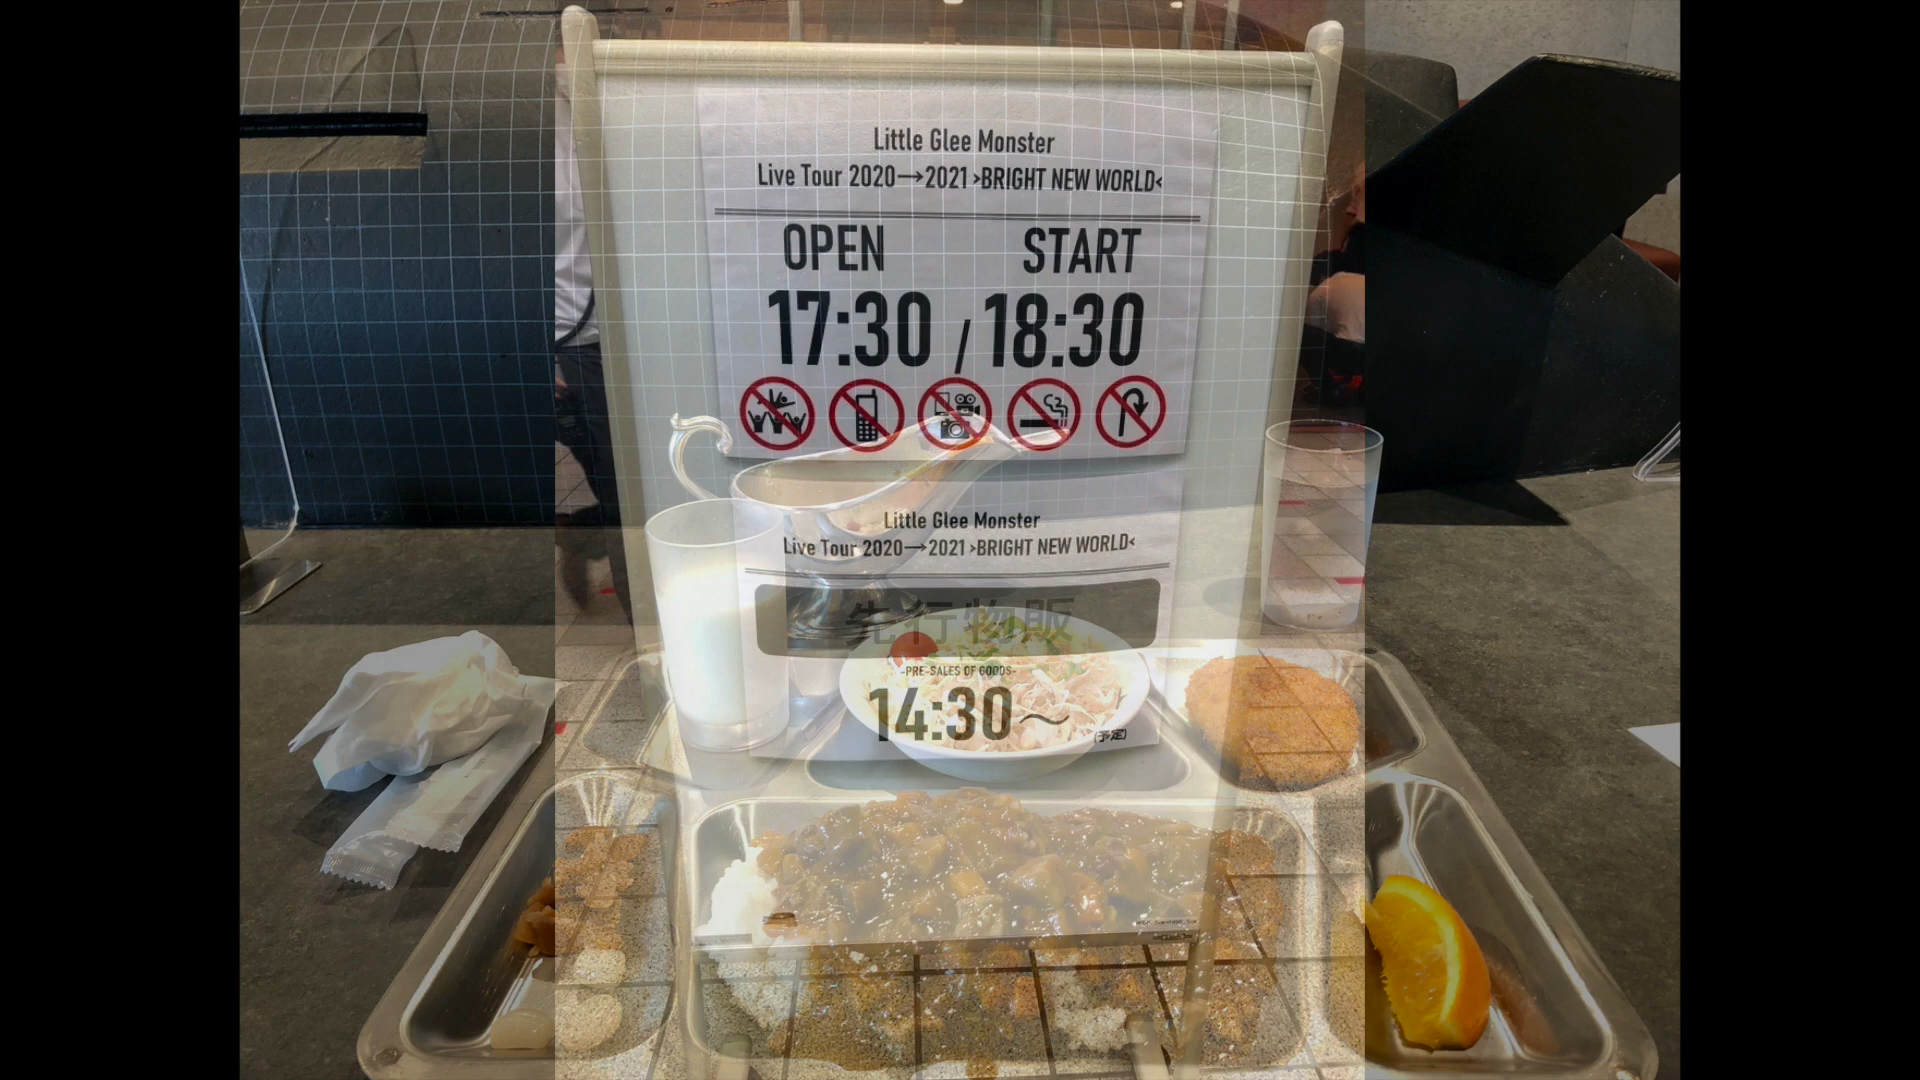 Little Glee Monster
Live Tour 2020→2021 >BRIGHT NEW WORLD<
OPEN START
17:30 / 18:30
Little Glee Monster
Live Tour 2020→2021 >BRIGHT NEW WORLD<
先行物販
-PRE-SALES OF GOODS-
14:30～
(予定)